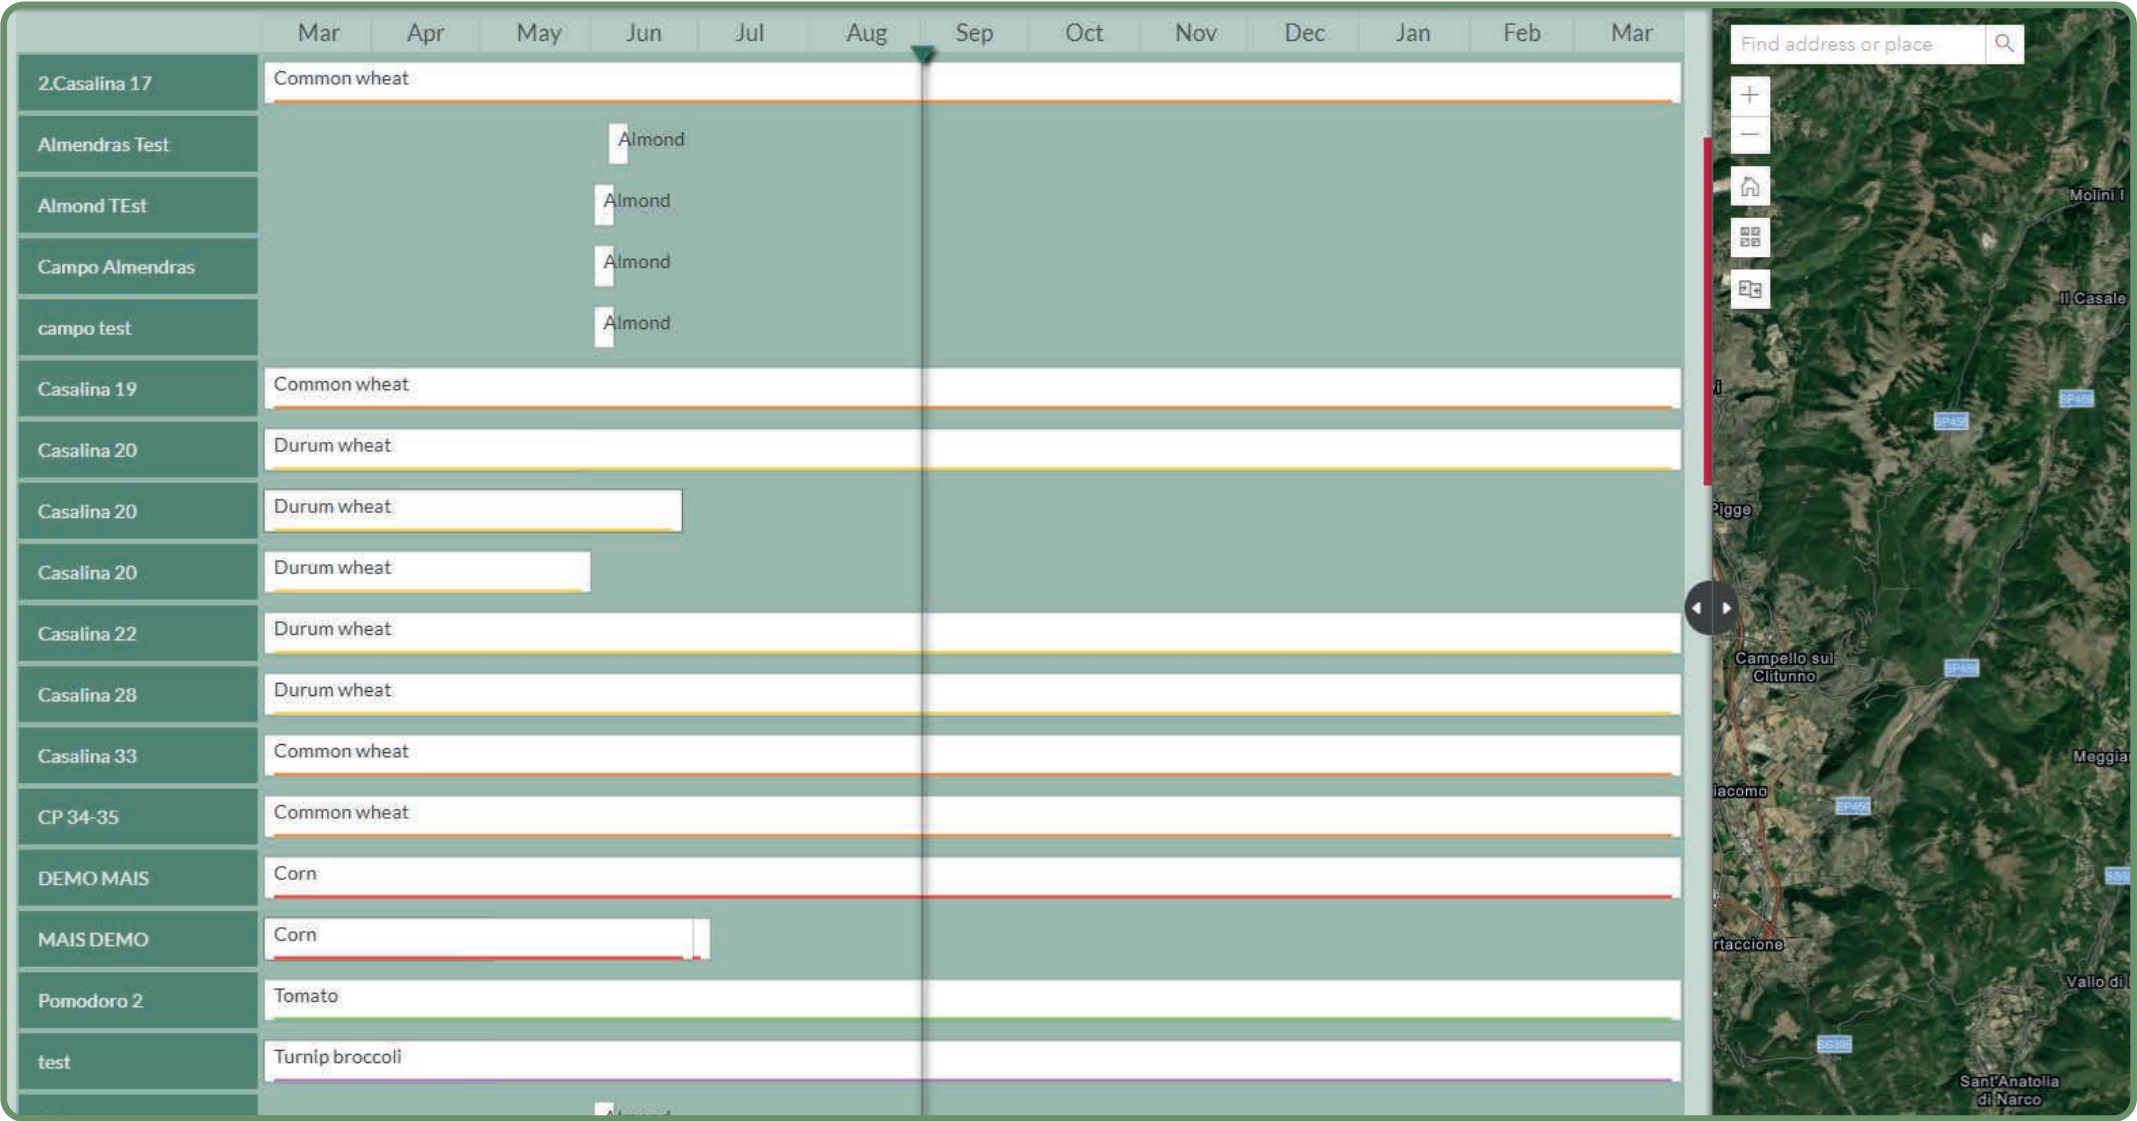 Mar Apr May Jun Jul Aug Sep Oct Nov Dec Jan Feb Mar
2.Casalina 17 Common wheat
Almendras Test Almond
Almond TEst Almond
Campo Almendras Almond
campo test Almond
Casalina 19 Common wheat
Casalina 20 Durum wheat
Casalina 20 Durum wheat
Casalina 20 Durum wheat
Casalina 22 Durum wheat
Casalina 28 Durum wheat
Casalina 33 Common wheat
CP 34-35 Common wheat
DEMO MAIS Corn
MAIS DEMO Corn
Pomodoro 2 Tomato
test Turnip broccoli
Find address or place
Molini I
Il Casale
Pigge
Campello sul
Clitunno
Meggia
iacomo
rtaccione
Vallo di
SS395
Sant'Anatolia
di Narco